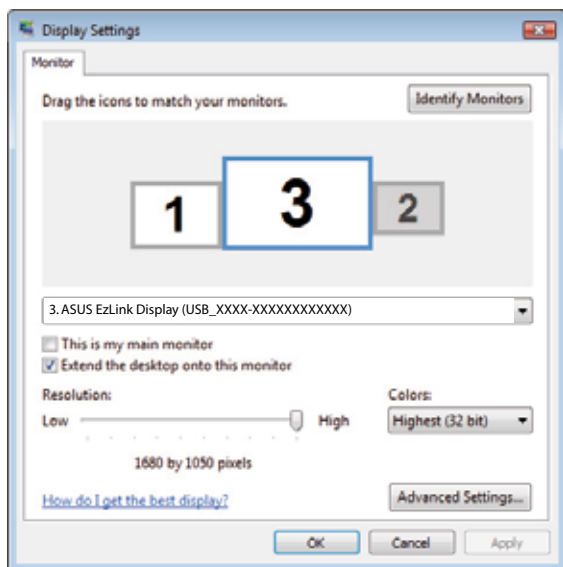 Display Settings
Monitor
Drag the icons to match your monitors.
Identify Monitors
1
3
2
3. ASUS EzLink Display (USB_XXXX-XXXXXXXXXXXX)
This is my main monitor
Extend the desktop onto this monitor
Resolution:
Colors:
Low
High
Highest (32 bit)
1680 by 1050 pixels
How do I get the best display?
Advanced Settings...
OK
Cancel
Apply